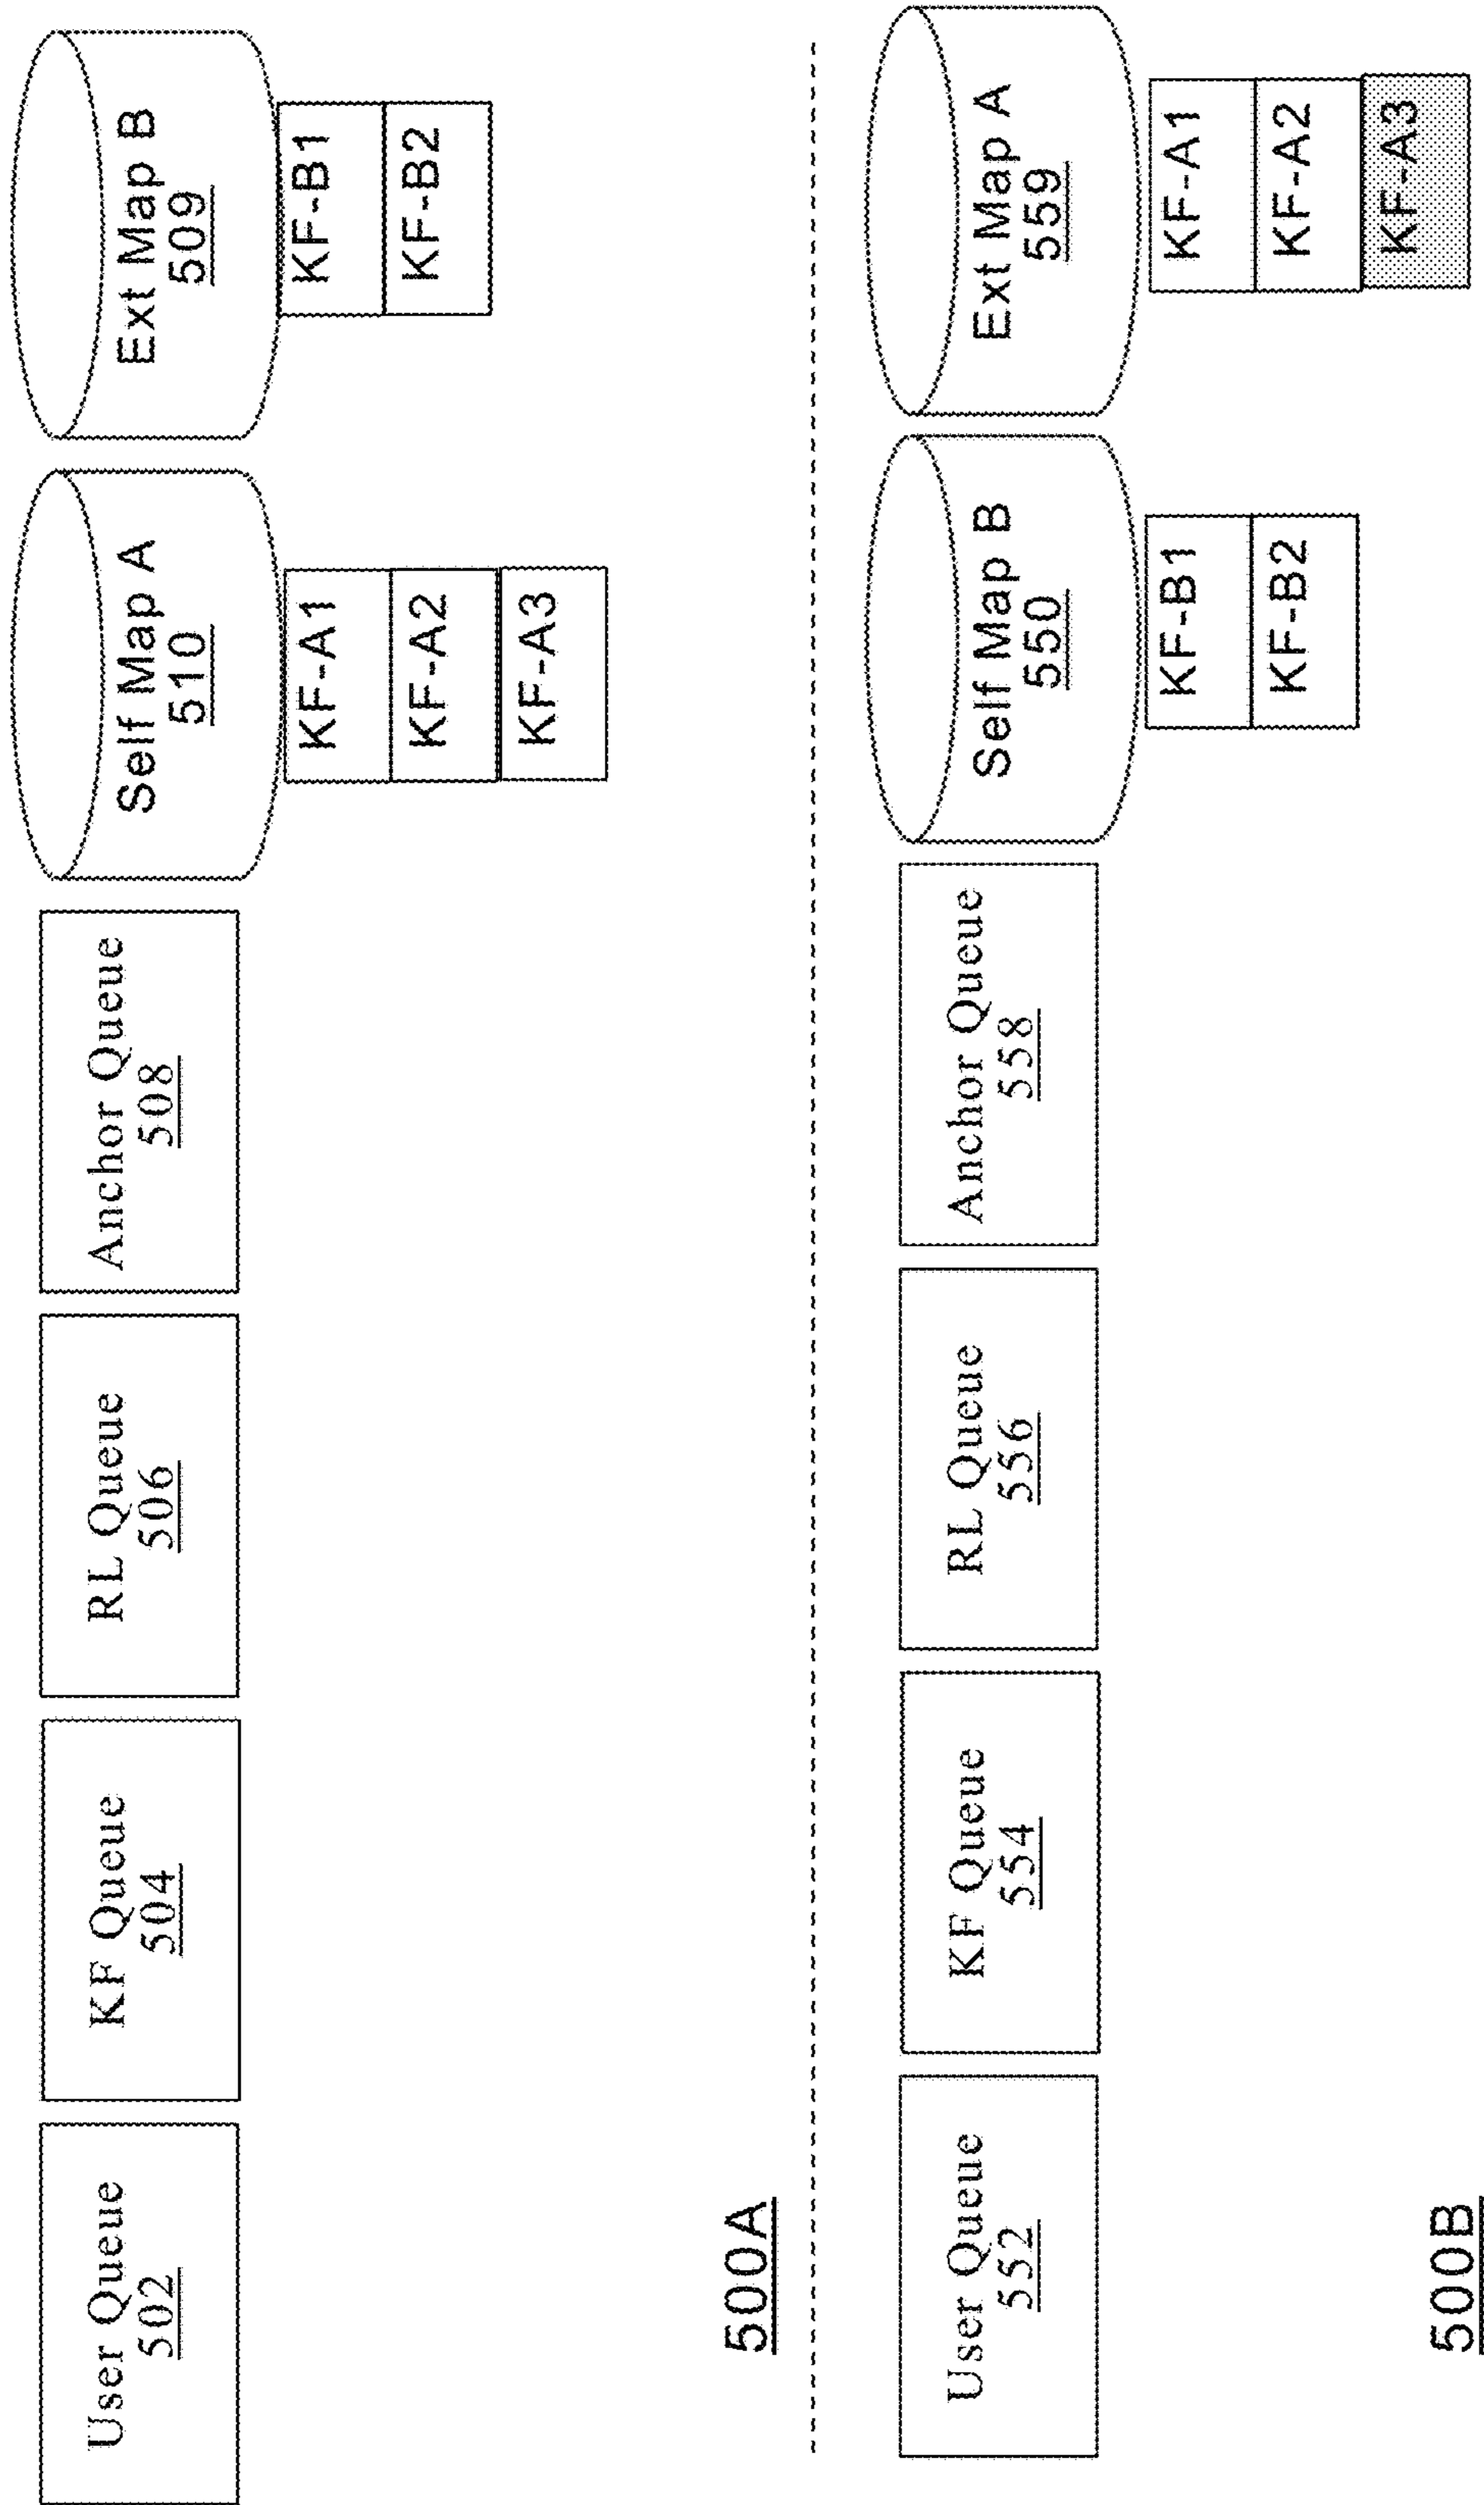 User Queue
502
KF Queue
504
RL Queue
506
Anchor Queue
508
Self Map A
510
KF-A1
KF-A2
KF-A3
Ext Map B
509
KF-B1
KF-B2
500A
User Queue
552
KF Queue
554
RL Queue
556
Anchor Queue
558
Self Map B
550
KF-B1
KF-B2
Ext Map A
559
KF-A1
KF-A2
KF-A3
500B